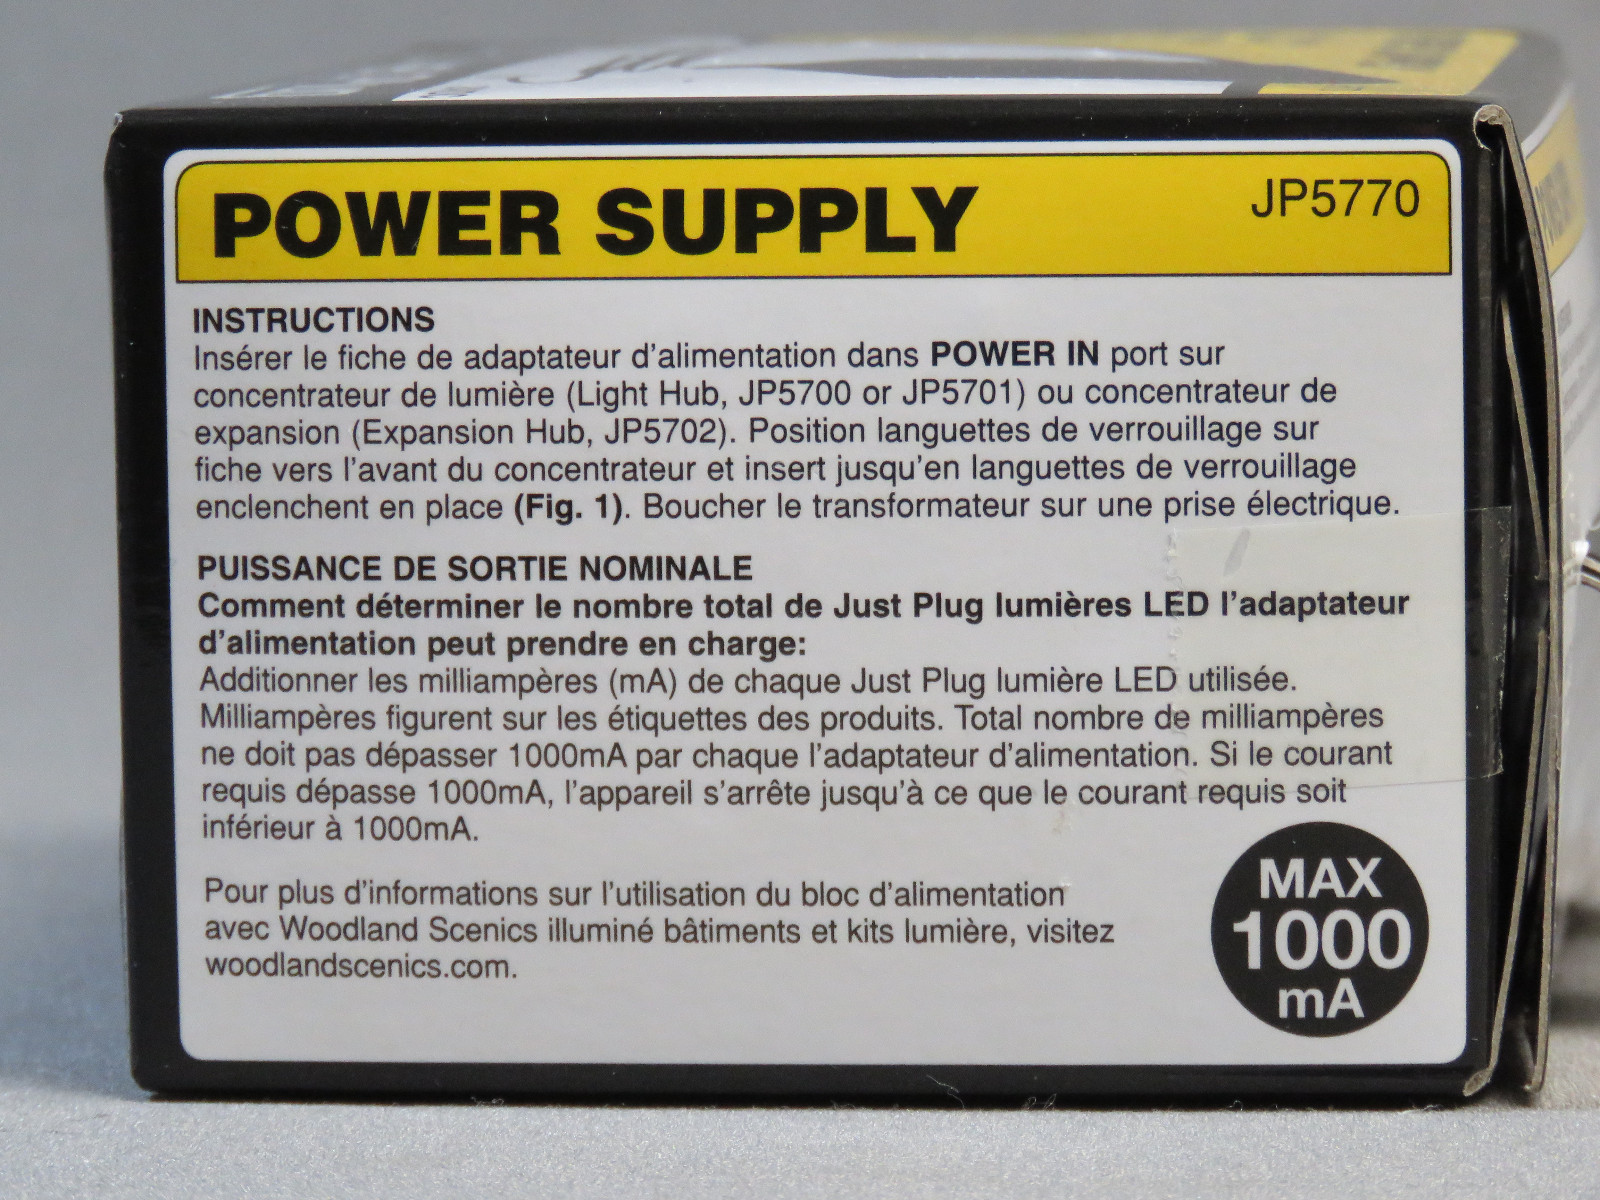 POWER SUPPLY
JP5770
INSTRUCTIONS
Insérer le fiche de adaptateur d'alimentation dans POWER IN port sur
concentrateur de lumière (Light Hub, JP5700 or JP5701) ou concentrateur de
expansion (Expansion Hub, JP5702). Position languettes de verrouillage sur
fiche vers l'avant du concentrateur et insert jusqu'en languettes de verrouillage
enclenchent en place (Fig. 1). Boucher le transformateur sur une prise électrique.
PUISSANCE DE SORTIE NOMINALE
Comment déterminer le nombre total de Just Plug lumières LED l'adaptateur
d'alimentation peut prendre en charge:
Additionner les milliampères (mA) de chaque Just Plug lumière LED utilisée.
Milliampères figurent sur les étiquettes des produits. Total nombre de milliampères
ne doit pas dépasser 1000mA par chaque l'adaptateur d'alimentation. Si le courant
requis dépasse 1000mA, l'appareil s'arrête jusqu'à ce que le courant requis soit
inférieur à 1000mA.
Pour plus d'informations sur l'utilisation du bloc d'alimentation
avec Woodland Scenics illuminé bâtiments et kits lumière, visitez
woodlandscenics.com.
MAX
1000
mA